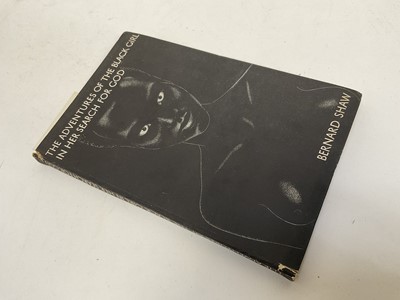 THE ADVENTURES OF THE BLACK GIRL
IN HER SEARCH FOR GOD
BERNARD SHAW